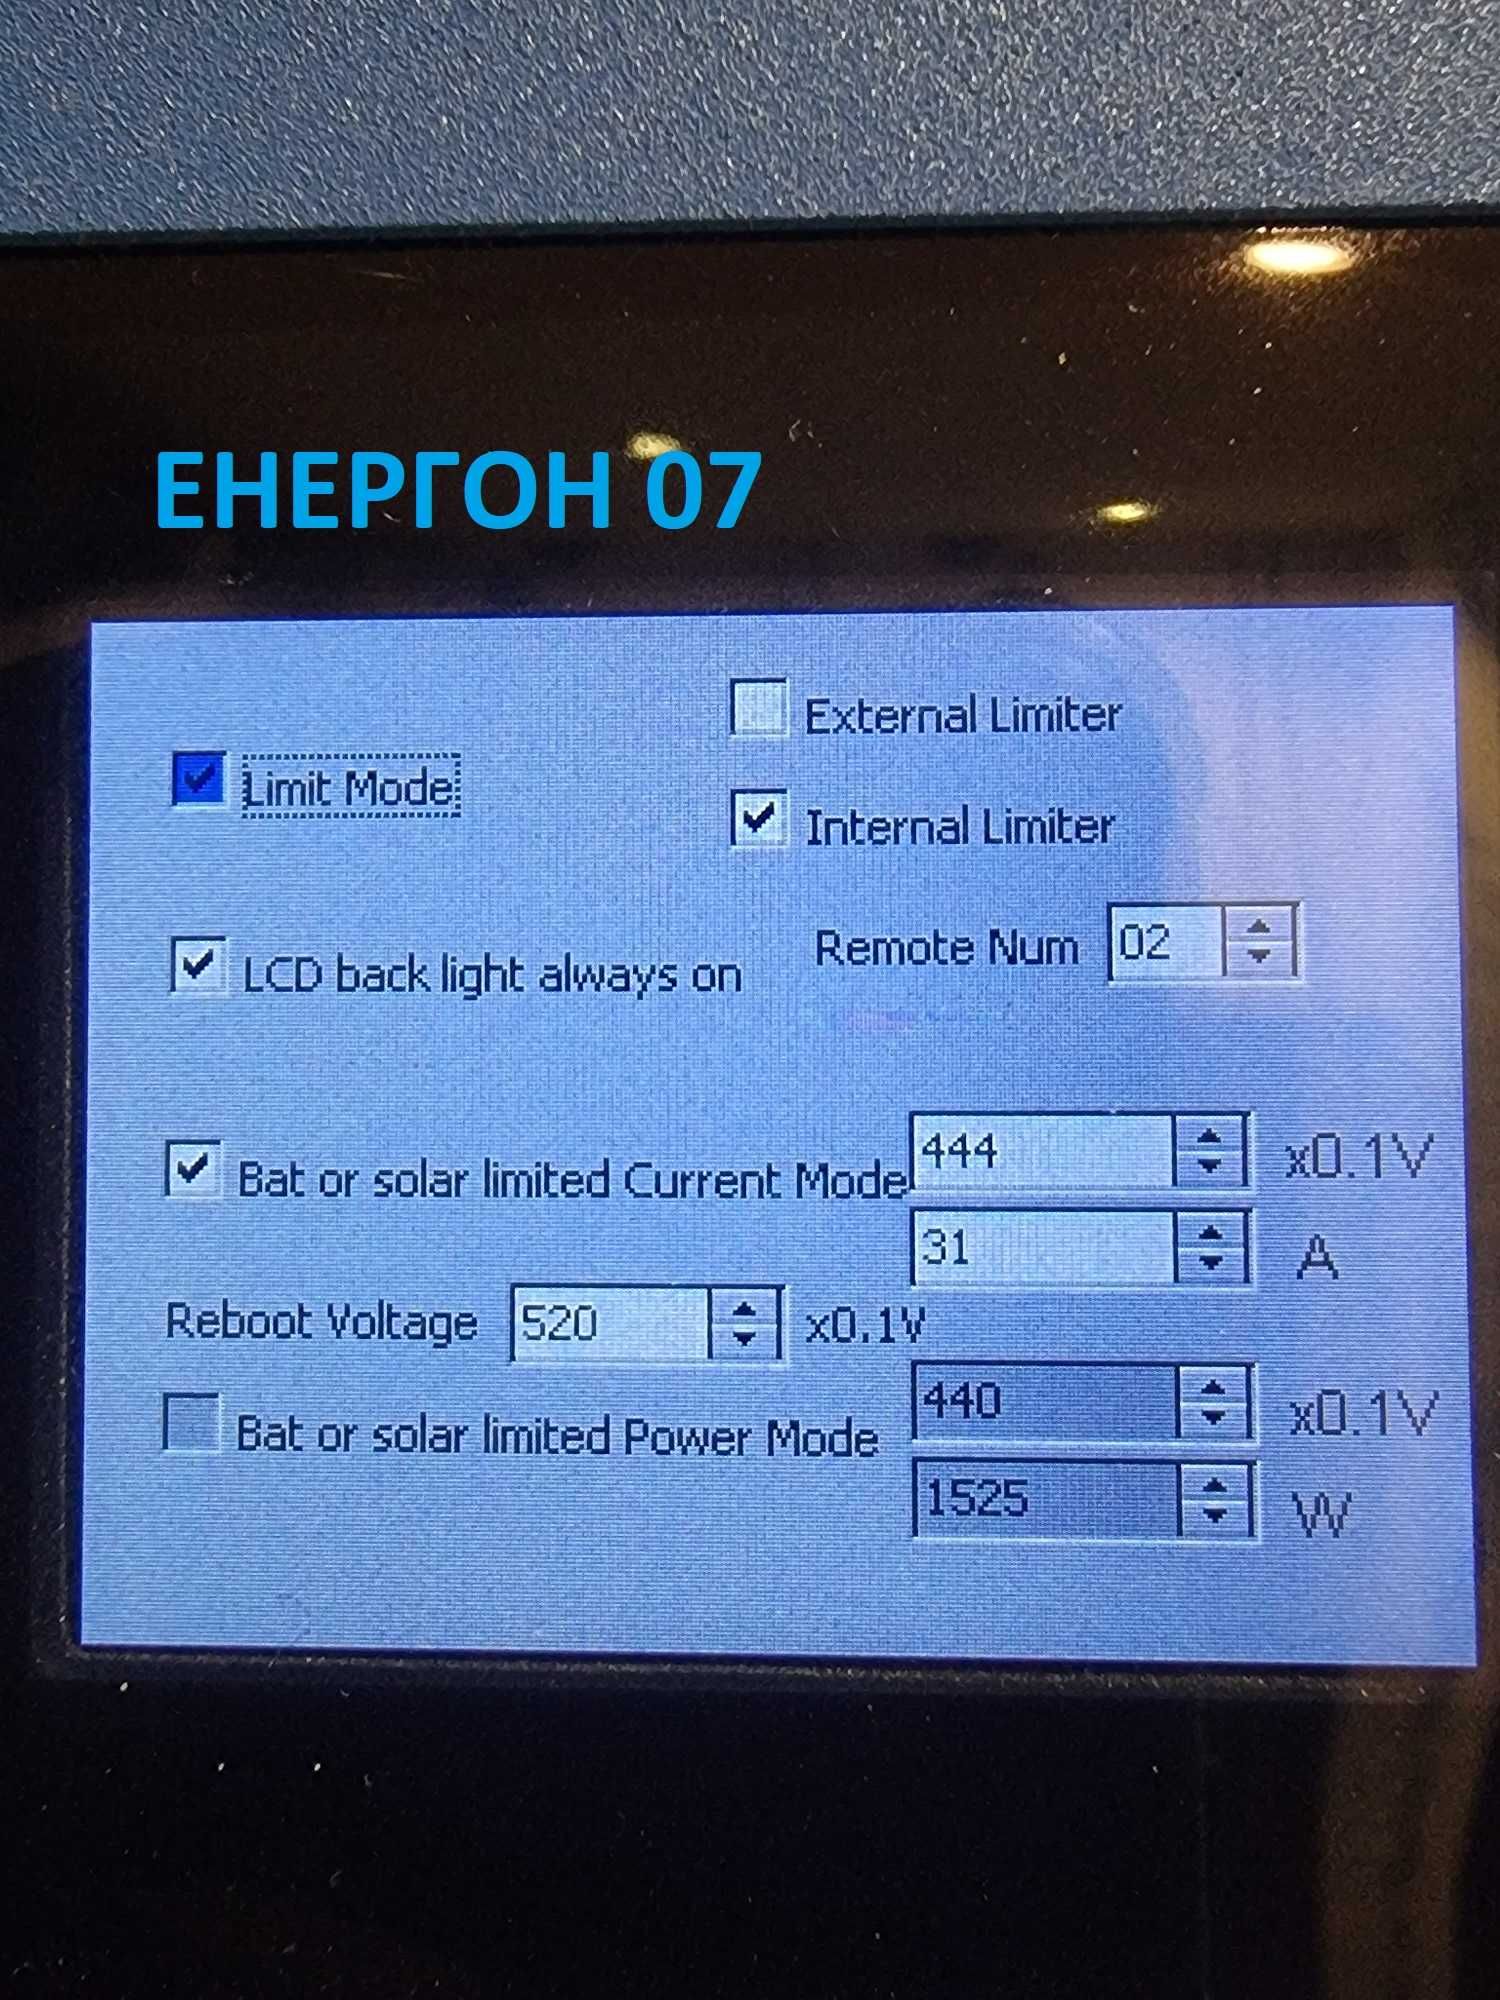 ЕНЕРГОН 07
External Limiter
Limit Mode
Internal Limiter
LCD back light always on
Remote Num 02
Bat or solar limited Current Mode 444 x0.1V
31 A
Reboot Voltage 520 x0.1V
Bat or solar limited Power Mode 440 x0.1V
1525 W